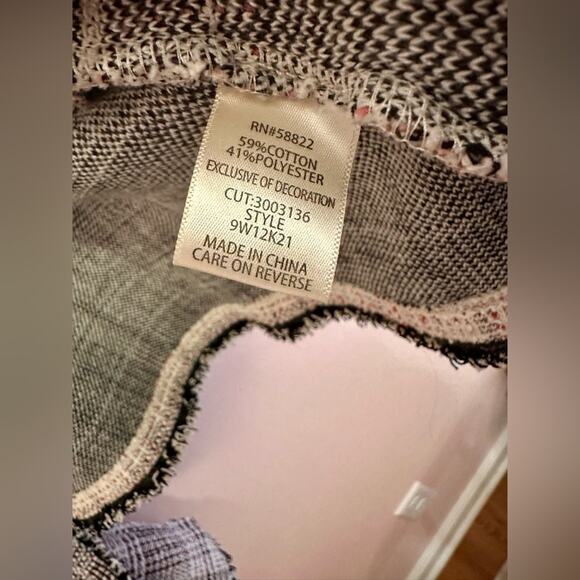 RN#58822
59%COTTON
41%POLYESTER
EXCLUSIVE OF DECORATION
CUT:3003136
STYLE
9W12K21
MADE IN CHINA
CARE ON REVERSE